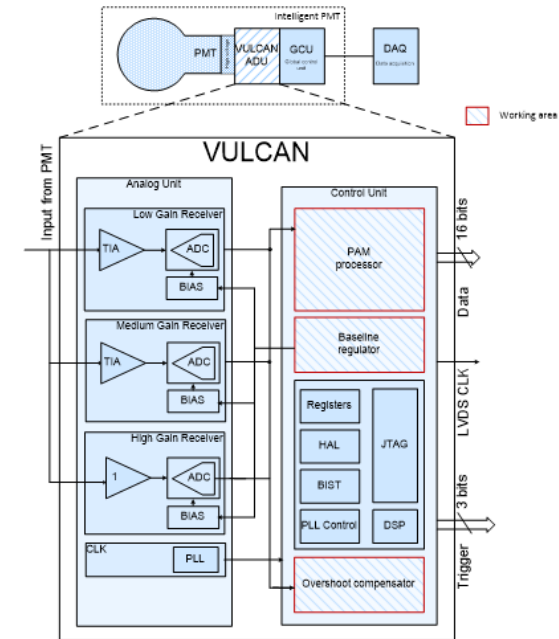 Intelligent PMT
PMT
High voltage
VULCAN
ADU
GCU
Global control
unit
DAQ
Data acquisition
Working area
VULCAN
Input from PMT
Analog Unit
Low Gain Receiver
TIA
ADC
BIAS
Medium Gain Receiver
TIA
ADC
BIAS
High Gain Receiver
1
ADC
BIAS
CLK
PLL
Control Unit
PAM
processor
Baseline
regulator
Registers
HAL
BIST
PLL Control
JTAG
DSP
Overshoot compensator
16 bits
Data
LVDS CLK
3 bits
Trigger